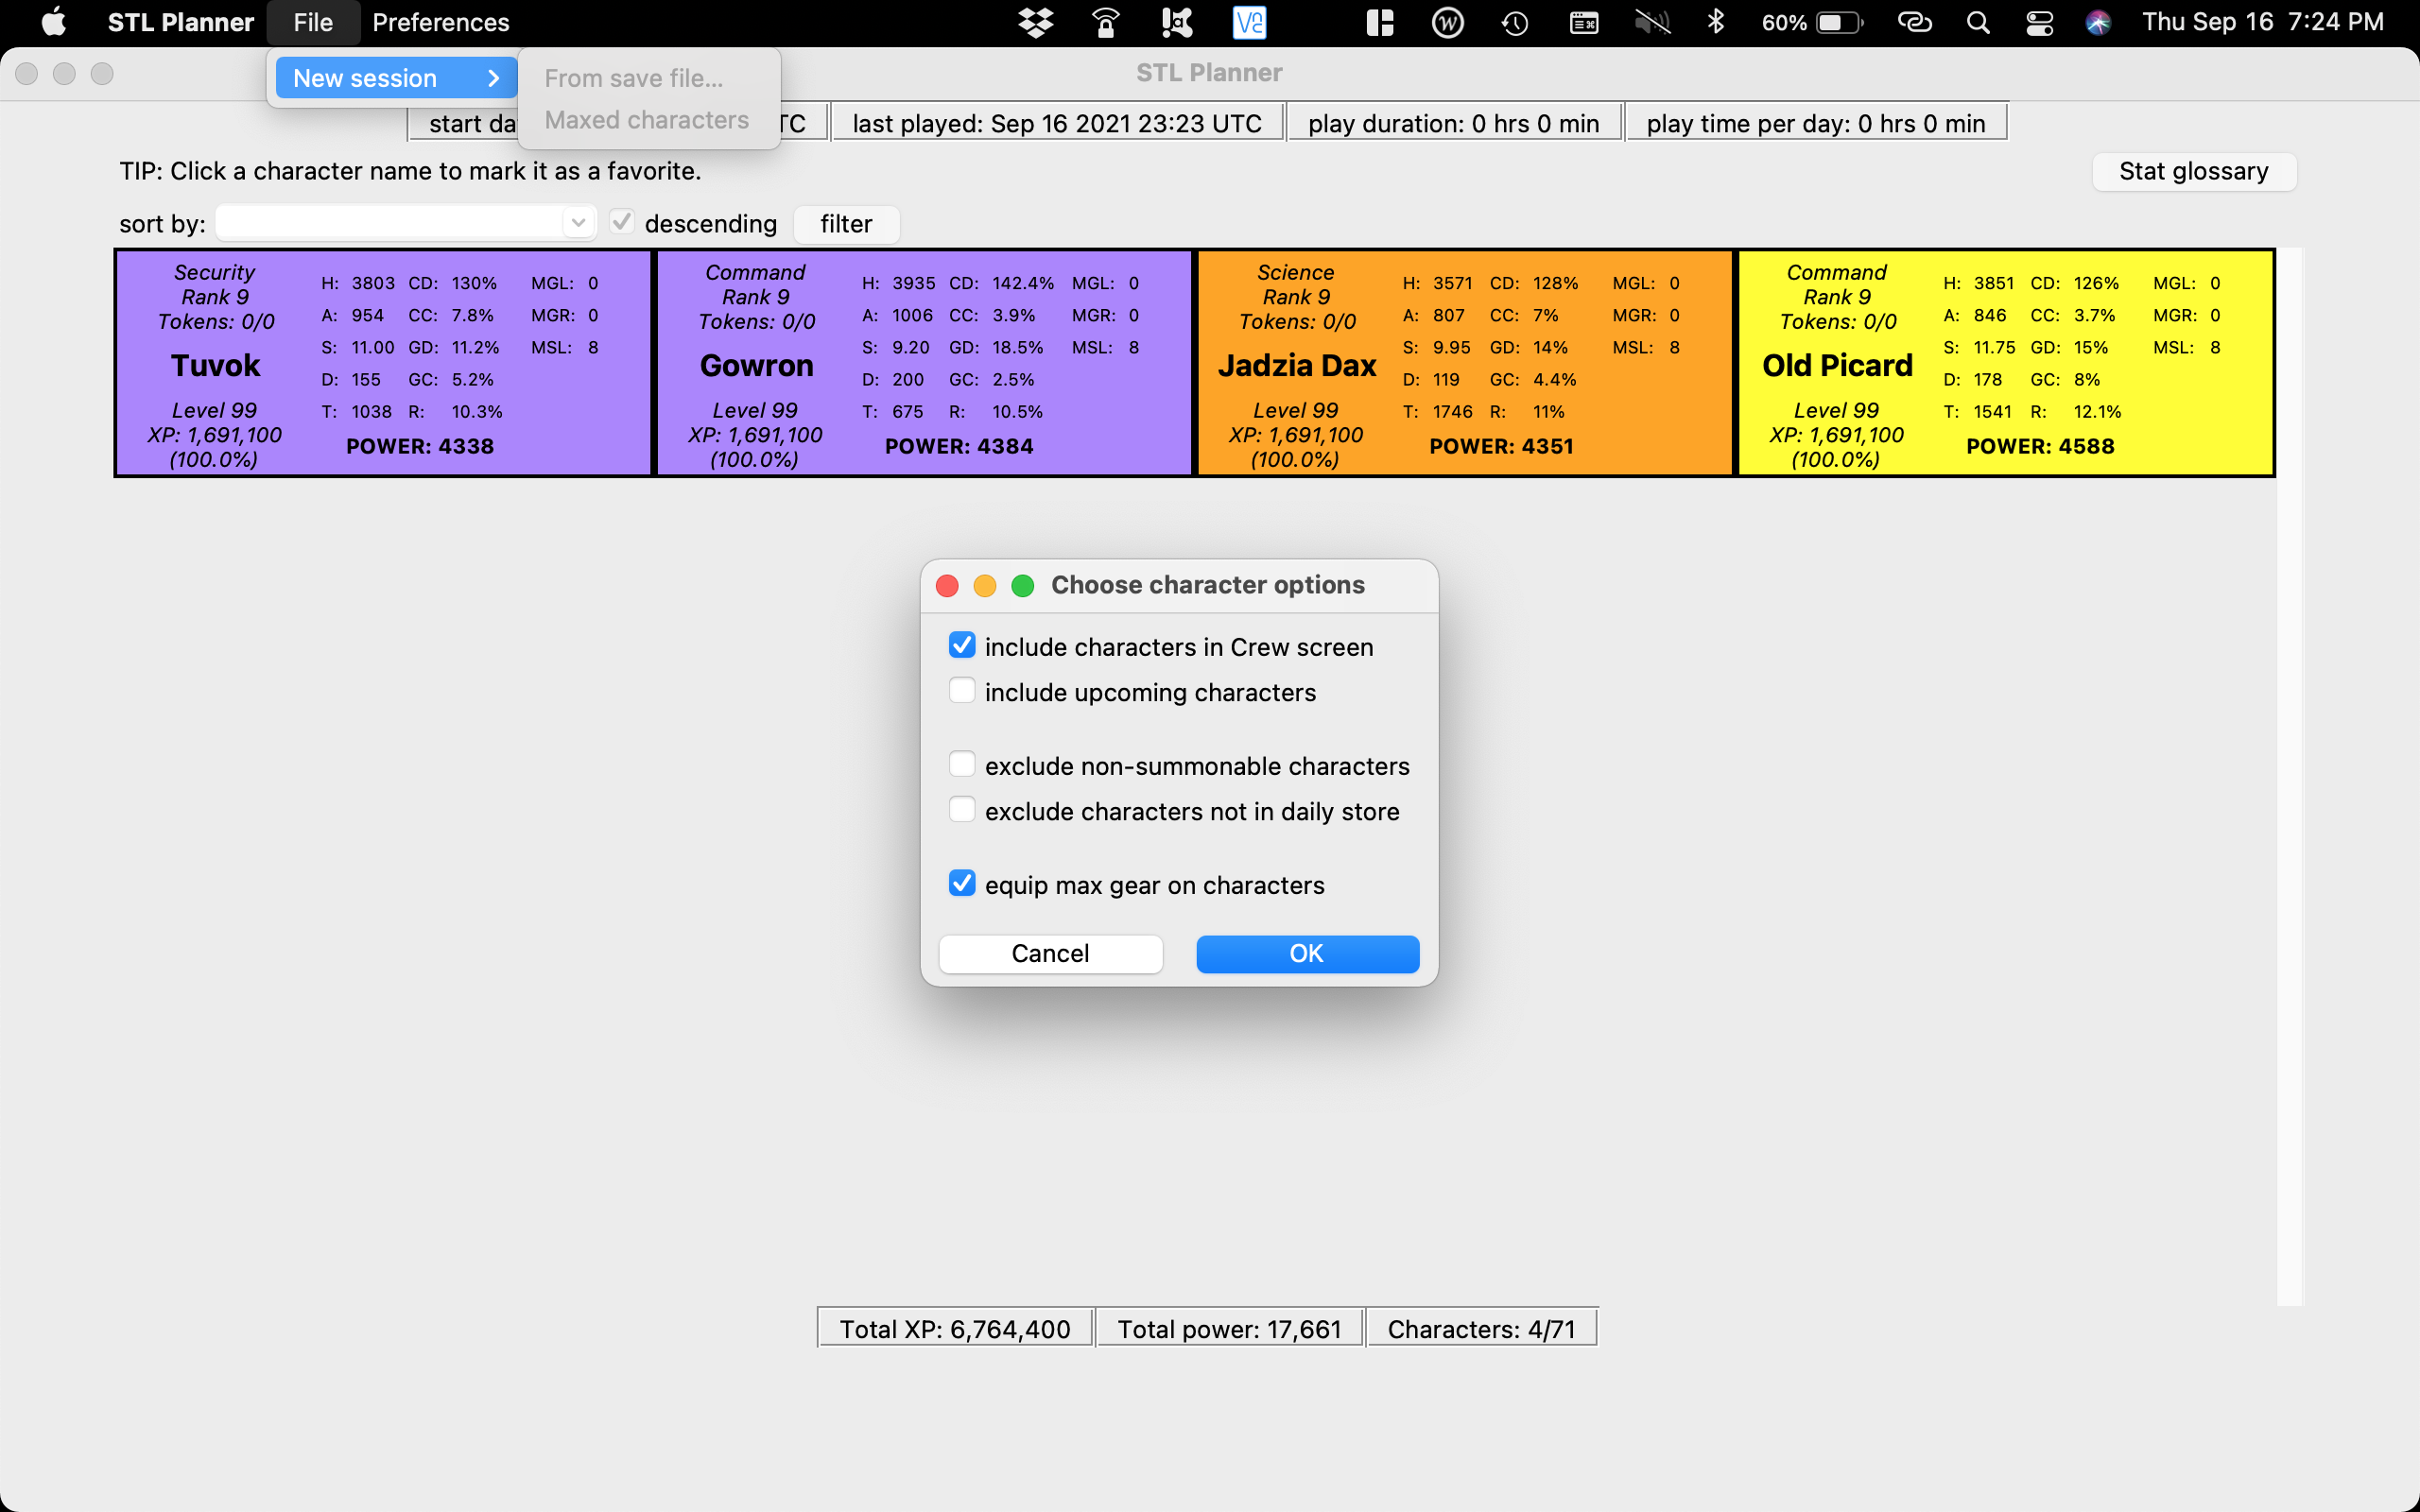 STL Planner File Preferences 60% Thu Sep 16 7:24 PM
New session
From save file...
Maxed characters
STL Planner
start da TC last played: Sep 16 2021 23:23 UTC play duration: 0 hrs 0 min play time per day: 0 hrs 0 min
TIP: Click a character name to mark it as a favorite.
Stat glossary
sort by: descending filter
Security
Rank 9
Tokens: 0/0
Tuvok
Level 99
XP: 1,691,100
(100.0%)
H: 3803 CD: 130% MGL: 0
A: 954 CC: 7.8% MGR: 0
S: 11.00 GD: 11.2% MSL: 8
D: 155 GC: 5.2%
T: 1038 R: 10.3%
POWER: 4338
Command
Rank 9
Tokens: 0/0
Gowron
Level 99
XP: 1,691,100
(100.0%)
H: 3935 CD: 142.4% MGL: 0
A: 1006 CC: 3.9% MGR: 0
S: 9.20 GD: 18.5% MSL: 8
D: 200 GC: 2.5%
T: 675 R: 10.5%
POWER: 4384
Science
Rank 9
Tokens: 0/0
Jadzia Dax
Level 99
XP: 1,691,100
(100.0%)
H: 3571 CD: 128% MGL: 0
A: 807 CC: 7% MGR: 0
S: 9.95 GD: 14% MSL: 8
D: 119 GC: 4.4%
T: 1746 R: 11%
POWER: 4351
Command
Rank 9
Tokens: 0/0
Old Picard
Level 99
XP: 1,691,100
(100.0%)
H: 3851 CD: 126% MGL: 0
A: 846 CC: 3.7% MGR: 0
S: 11.75 GD: 15% MSL: 8
D: 178 GC: 8%
T: 1541 R: 12.1%
POWER: 4588
Choose character options
include characters in Crew screen
include upcoming characters
exclude non-summonable characters
exclude characters not in daily store
equip max gear on characters
Cancel OK
Total XP: 6,764,400 Total power: 17,661 Characters: 4/71